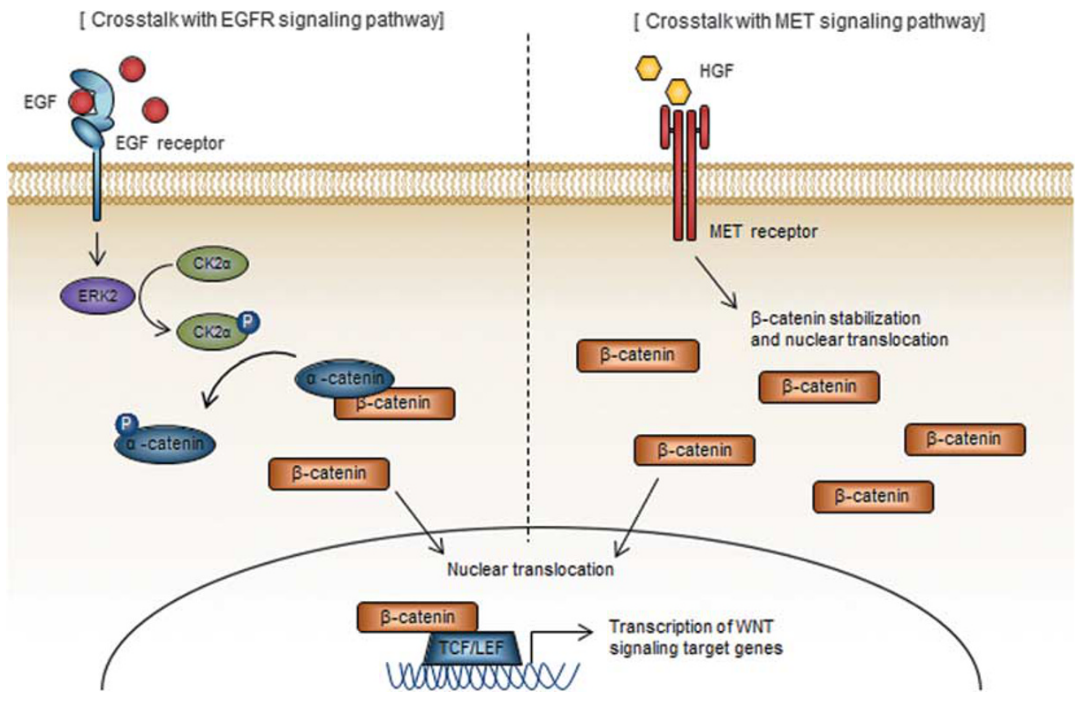 [ Crosstalk with EGFR signaling pathway]
[ Crosstalk with MET signaling pathway]
EGF
EGF receptor
HGF
MET receptor
ERK2
CK2α
CK2α
P
α-catenin
β-catenin
P
α-catenin
β-catenin
β-catenin stabilization
and nuclear translocation
β-catenin
β-catenin
β-catenin
β-catenin
β-catenin
Nuclear translocation
β-catenin
TCF/LEF
Transcription of WNT
signaling target genes